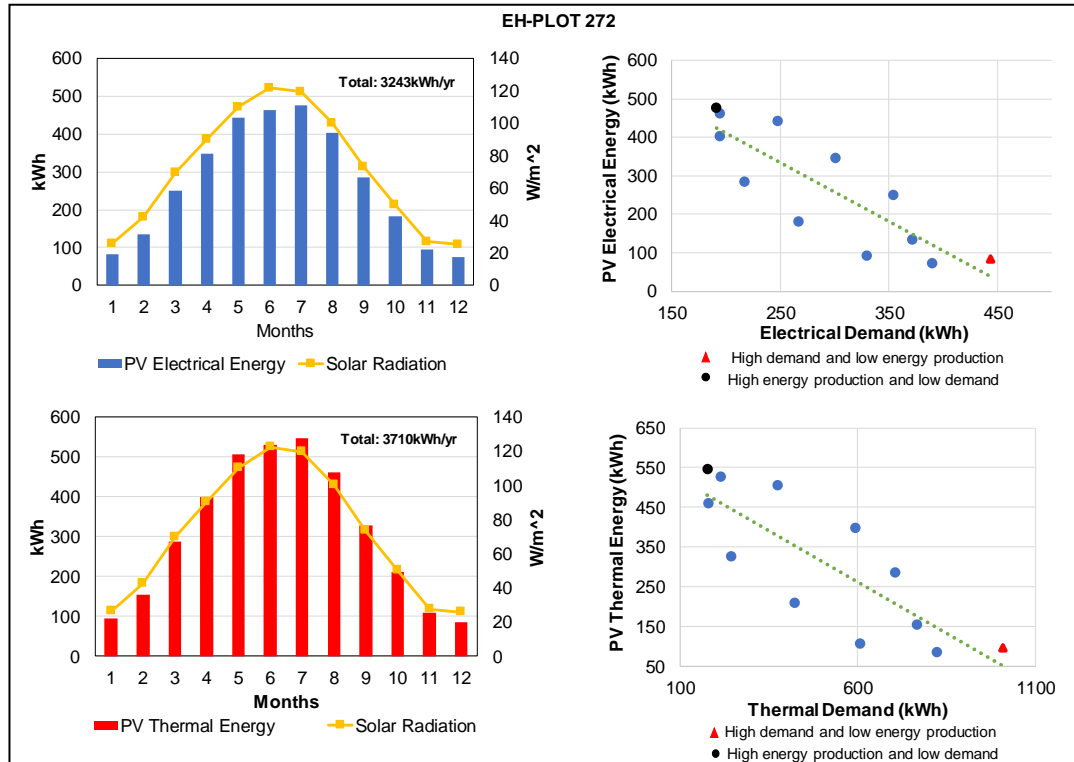 EH-PLOT 272
600
500
400
300
200
100
0
kWh
Total: 3243kWh/yr
140
120
100
80
60
40
20
0
W/m^2
1 2 3 4 5 6 7 8 9 10 11 12
Months
PV Electrical Energy Solar Radiation
600
500
400
300
200
100
0
PV Electrical Energy (kWh)
150 250 350 450
Electrical Demand (kWh)
High demand and low energy production
High energy production and low demand
600
500
400
300
200
100
0
kWh
Total: 3710kWh/yr
140
120
100
80
60
40
20
0
W/m^2
1 2 3 4 5 6 7 8 9 10 11 12
Months
PV Thermal Energy Solar Radiation
650
550
450
350
250
150
50
PV Thermal Energy (kWh)
100 600 1100
Thermal Demand (kWh)
High demand and low energy production
High energy production and low demand